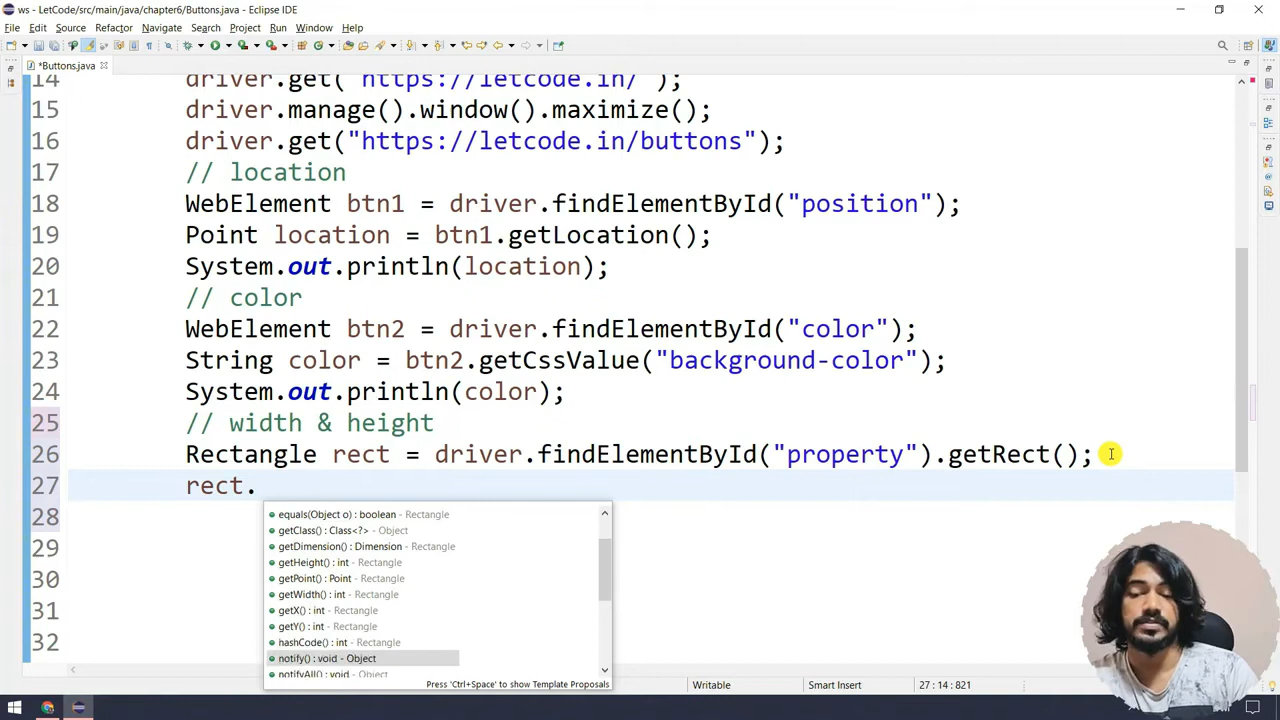 ws - LetCode/src/main/java/chapter6/Buttons.java - Eclipse IDE
File Edit Source Refactor Navigate Search Project Run Window Help
*Buttons.java
14 driver.get("https://letcode.in/");
15 driver.manage().window().maximize();
16 driver.get("https://letcode.in/buttons");
17 // location
18 WebElement btn1 = driver.findElementById("position");
19 Point location = btn1.getLocation();
20 System.out.println(location);
21 // color
22 WebElement btn2 = driver.findElementById("color");
23 String color = btn2.getCssValue("background-color");
24 System.out.println(color);
25 // width & height
26 Rectangle rect = driver.findElementById("property").getRect();
27 rect.
28
29
30
31
32
equals(Object o) : boolean - Rectangle
getClass() : Class<?> - Object
getDimension() : Dimension - Rectangle
getHeight() : int - Rectangle
getPoint() : Point - Rectangle
getWidth() : int - Rectangle
getX() : int - Rectangle
getY() : int - Rectangle
hashCode() : int - Rectangle
notify() : void - Object
notifyAll() : void - Object
Press 'Ctrl+Space' to show Template Proposals
Writable Smart Insert 27 : 14 : 821